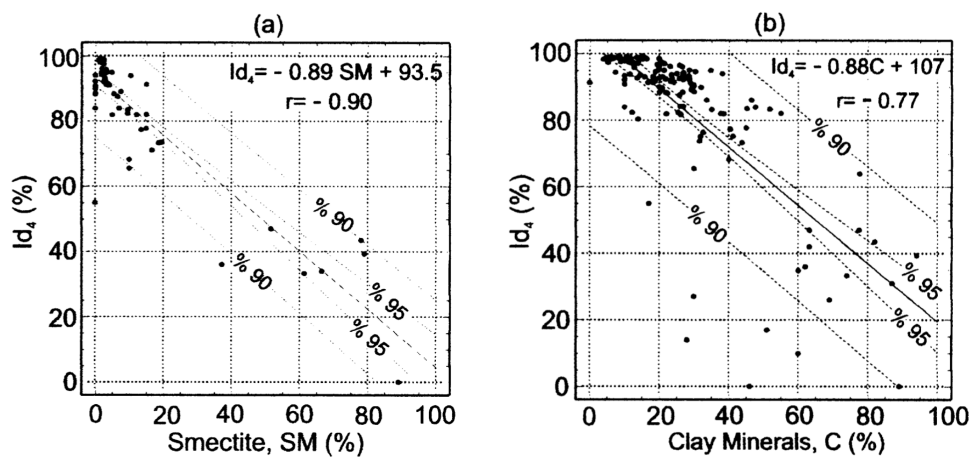 (a)
100
80
60
40
20
0
Id₄ (%)
Id₄= - 0.89 SM + 93.5
r= - 0.90
% 90
% 90
% 95
% 95
0 20 40 60 80 100
Smectite, SM (%)
(b)
100
80
60
40
20
0
Id₄ (%)
Id₄= - 0.88C + 107
r= - 0.77
% 90
% 90
% 95
% 95
0 20 40 60 80 100
Clay Minerals, C (%)